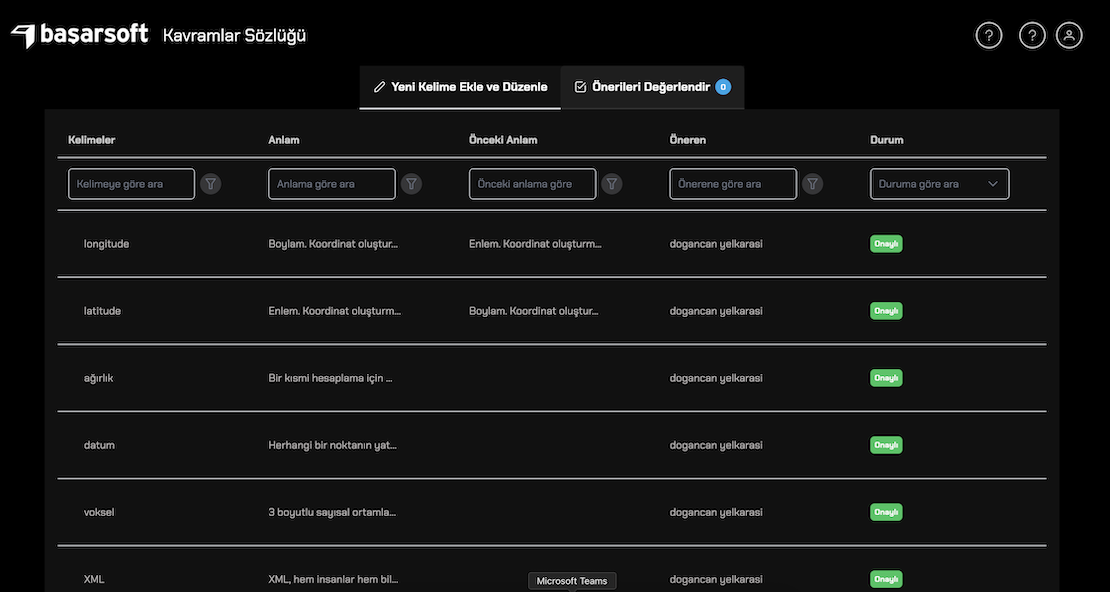 başarsoft Kavramlar Sözlüğü ? ?
Yeni Kelime Ekle ve Düzenle Önerileri Değerlendir 0
Kelimeler Anlam Önceki Anlam Öneren Durum
Kelimeye göre ara Anlama göre ara Önceki anlama göre Önerene göre ara Duruma göre ara
longitude Boylam. Koordinat oluştur... Enlem. Koordinat oluşturm... dogancan yelkarasi Onaylı
latitude Enlem. Koordinat oluşturm... Boylam. Koordinat oluştur... dogancan yelkarasi Onaylı
ağırlık Bir kısmi hesaplama için ... dogancan yelkarasi Onaylı
datum Herhangi bir noktanın yat... dogancan yelkarasi Onaylı
voksel 3 boyutlu sayısal ortamla... dogancan yelkarasi Onaylı
XML XML, hem insanlar hem bil... dogancan yelkarasi Onaylı
Microsoft Teams